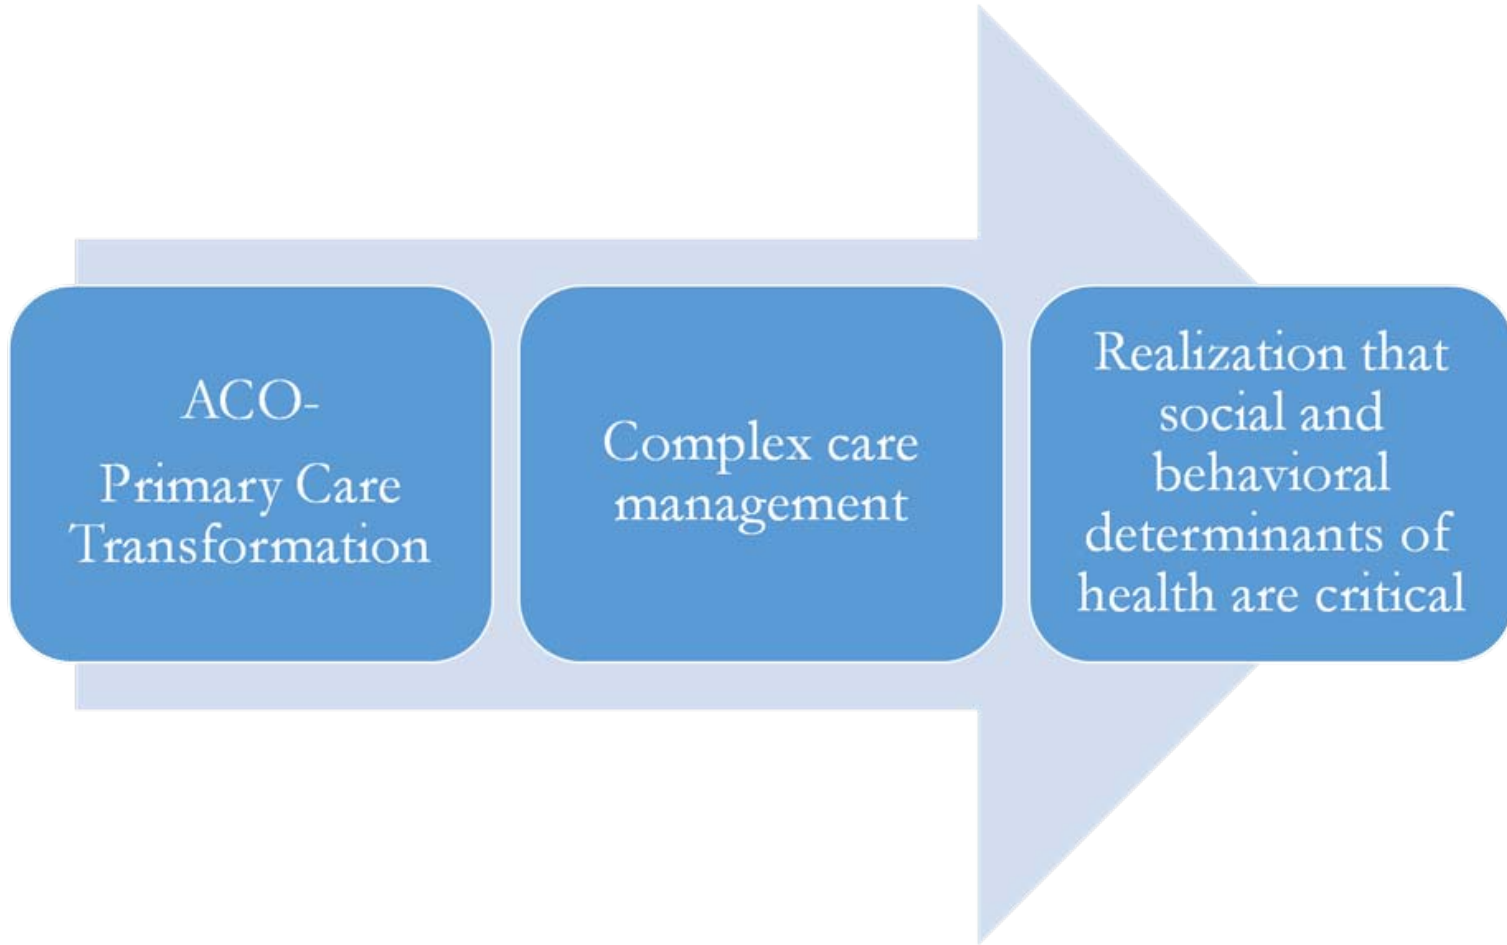 ACO-
Primary Care
Transformation
Complex care
management
Realization that
social and
behavioral
determinants of
health are critical